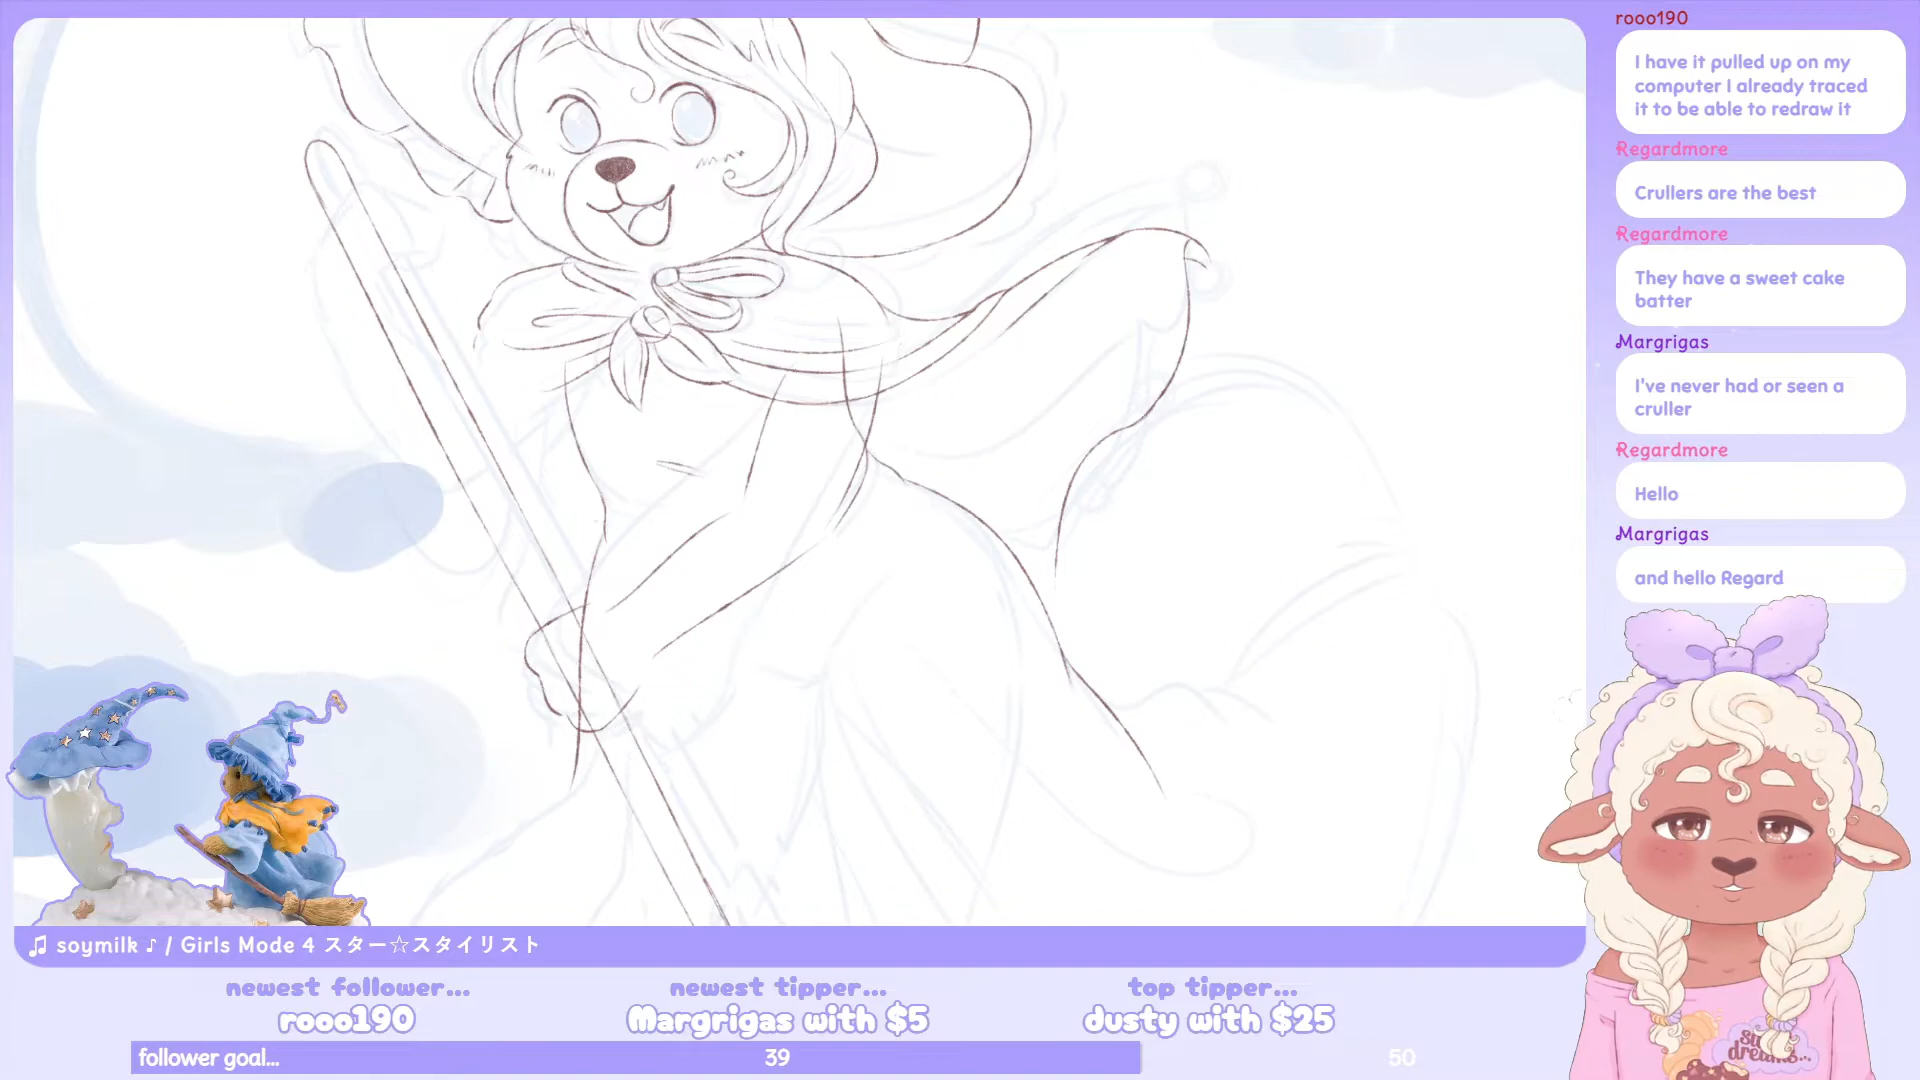 rooo190
I have it pulled up on my
computer I already traced
it to be able to redraw it
Regardmore
Crullers are the best
Regardmore
They have a sweet cake
batter
Margrigas
I've never had or seen a
cruller
Regardmore
Hello
Margrigas
and hello Regard
♫ soymilk ♪ / Girls Mode 4 スター☆スタイリスト
newest follower...
rooo190
newest tipper...
Margrigas with $5
top tipper...
dusty with $25
follower goal...
39
50
dreams...